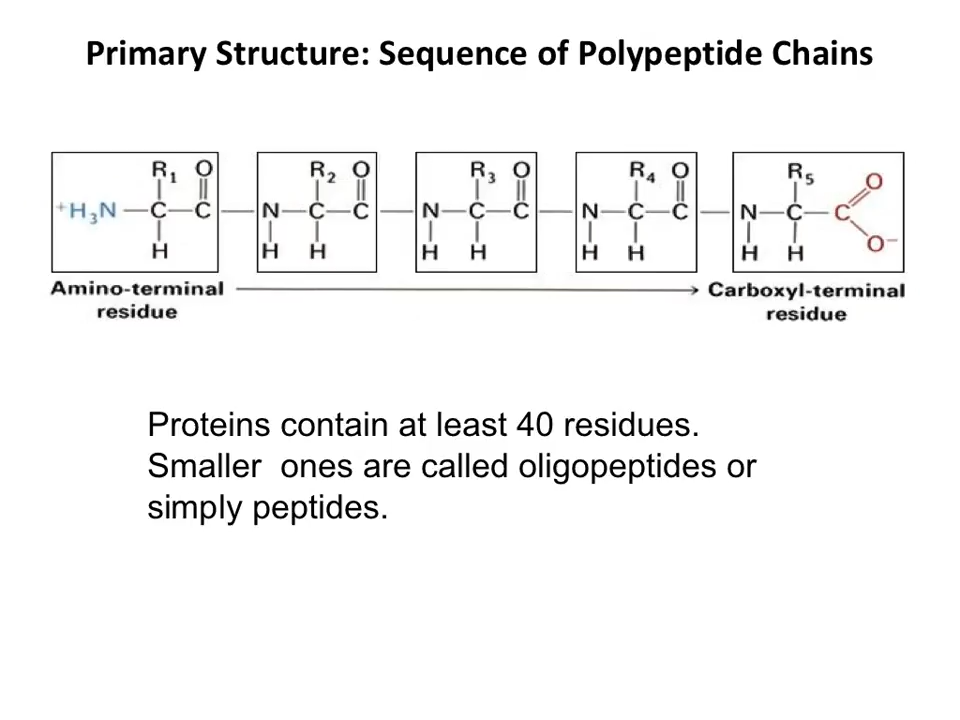 Primary Structure: Sequence of Polypeptide Chains
R1 O R2 O R3 O R4 O R5 O
+H3N C C N C C N C C N C C N C C
H H H H H H H H H O−
Amino-terminal residue
Carboxyl-terminal residue
Proteins contain at least 40 residues.
Smaller  ones are called oligopeptides or
simply peptides.